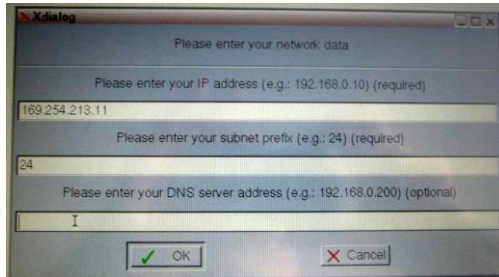 Xdialog
Please enter your network data
Please enter your IP address (e.g.: 192.168.0.10) (required)
169.254.213.11
Please enter your subnet prefix (e.g.: 24) (required)
24
Please enter your DNS server address (e.g.: 192.168.0.200) (optional)
OK
Cancel